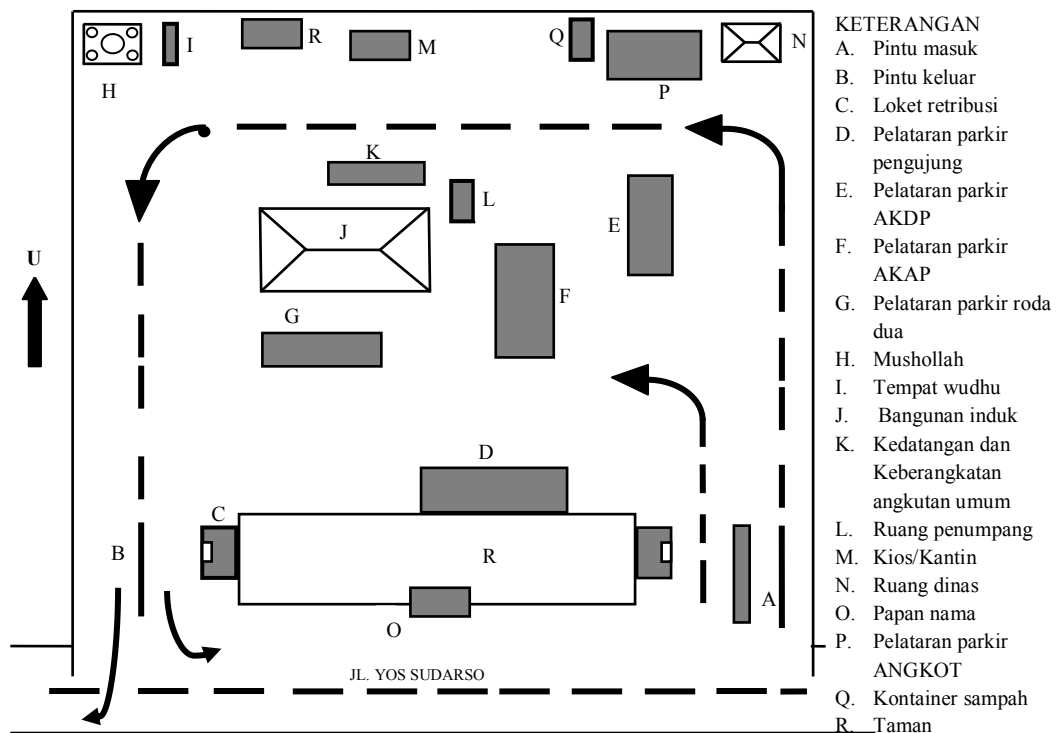 I
R
M
Q
N
H
P
K
L
J
E
U
F
G
D
C
B
R
A
O
JL. YOS SUDARSO
KETERANGAN
A. Pintu masuk
B. Pintu keluar
C. Loket retribusi
D. Pelataran parkir
pengujung
E. Pelataran parkir
AKDP
F. Pelataran parkir
AKAP
G. Pelataran parkir roda
dua
H. Mushollah
I. Tempat wudhu
J. Bangunan induk
K. Kedatangan dan
Keberangkatan
angkutan umum
L. Ruang penumpang
M. Kios/Kantin
N. Ruang dinas
O. Papan nama
P. Pelataran parkir
ANGKOT
Q. Kontainer sampah
R. Taman